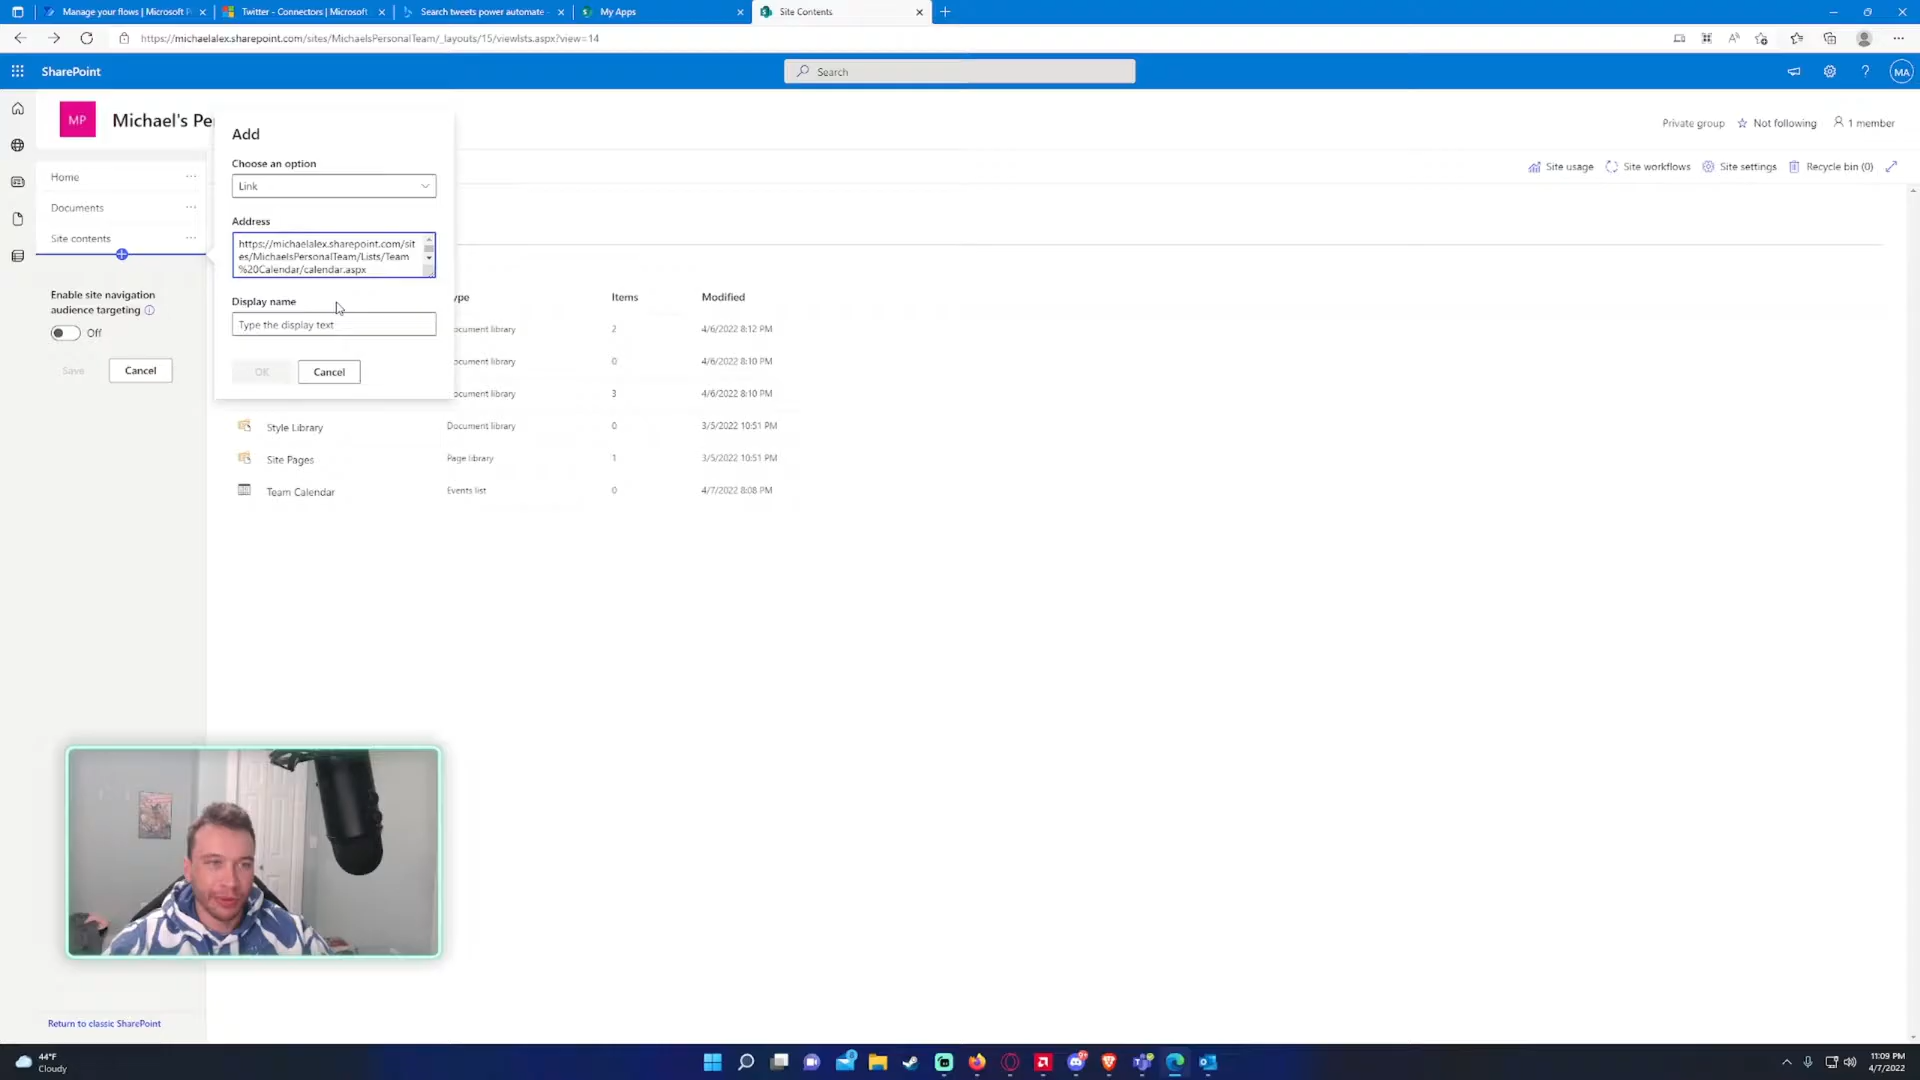 Manage your flows | Microsoft P
Twitter - Connectors | Microsoft
Search tweets power automate -
My Apps
Site Contents
https://michaelalex.sharepoint.com/sites/MichaelsPersonalTeam/_layouts/15/viewlsts.aspx?view=14
SharePoint
Search
MA
MP
Michael's Pe
Private group
Not following
1 member
Site usage
Site workflows
Site settings
Recycle bin (0)
Home
Documents
Site contents
Enable site navigation
audience targeting
Off
Save
Cancel
Add
Choose an option
Link
Address
https://michaelalex.sharepoint.com/sit
es/MichaelsPersonalTeam/Lists/Team
%20Calendar/calendar.aspx
Display name
Type the display text
OK
Cancel
ype Items Modified
ocument library 2 4/6/2022 8:12 PM
ocument library 0 4/6/2022 8:10 PM
ocument library 3 4/6/2022 8:10 PM
Style Library Document library 0 3/5/2022 10:51 PM
Site Pages Page library 1 3/5/2022 10:51 PM
Team Calendar Events list 0 4/7/2022 8:08 PM
Return to classic SharePoint
44°F
Cloudy
11:09 PM
4/7/2022